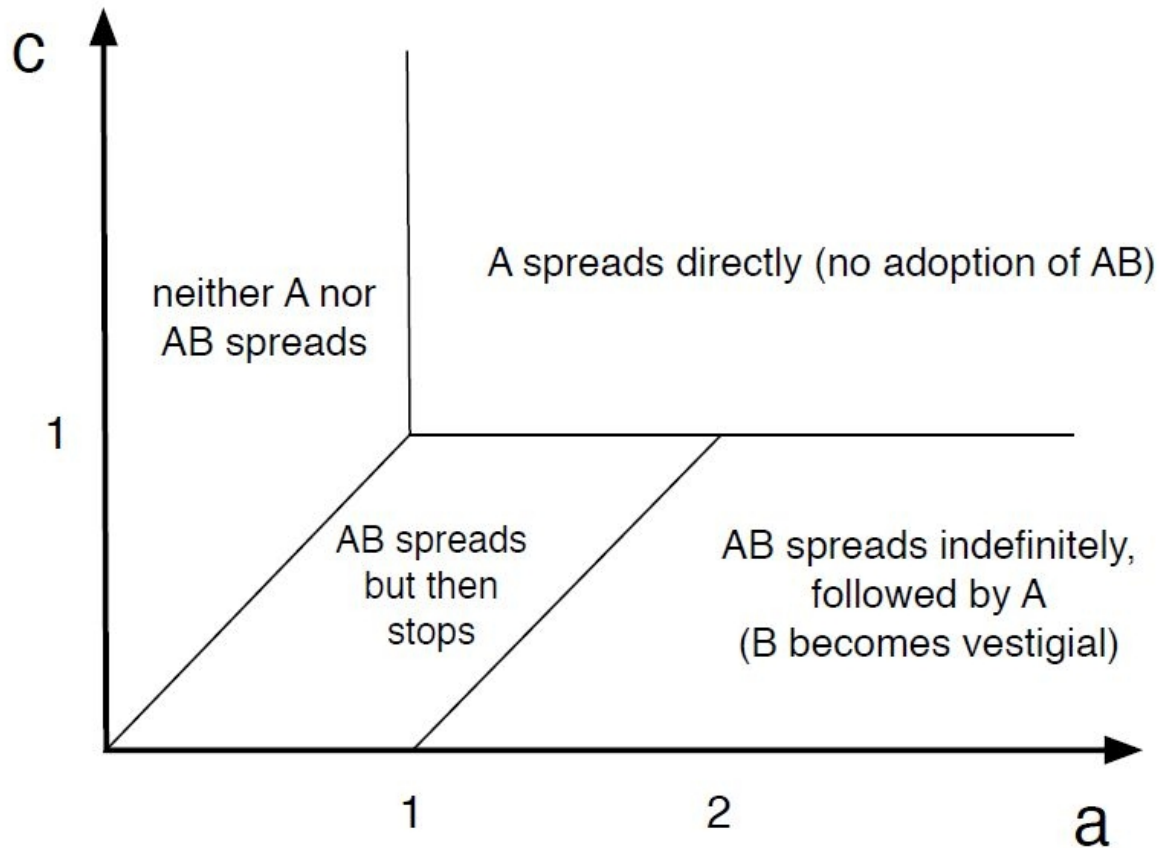 C
A spreads directly (no adoption of AB)
neither A nor
AB spreads
1
AB spreads
but then
stops
AB spreads indefinitely,
followed by A
(B becomes vestigial)
1
2
a